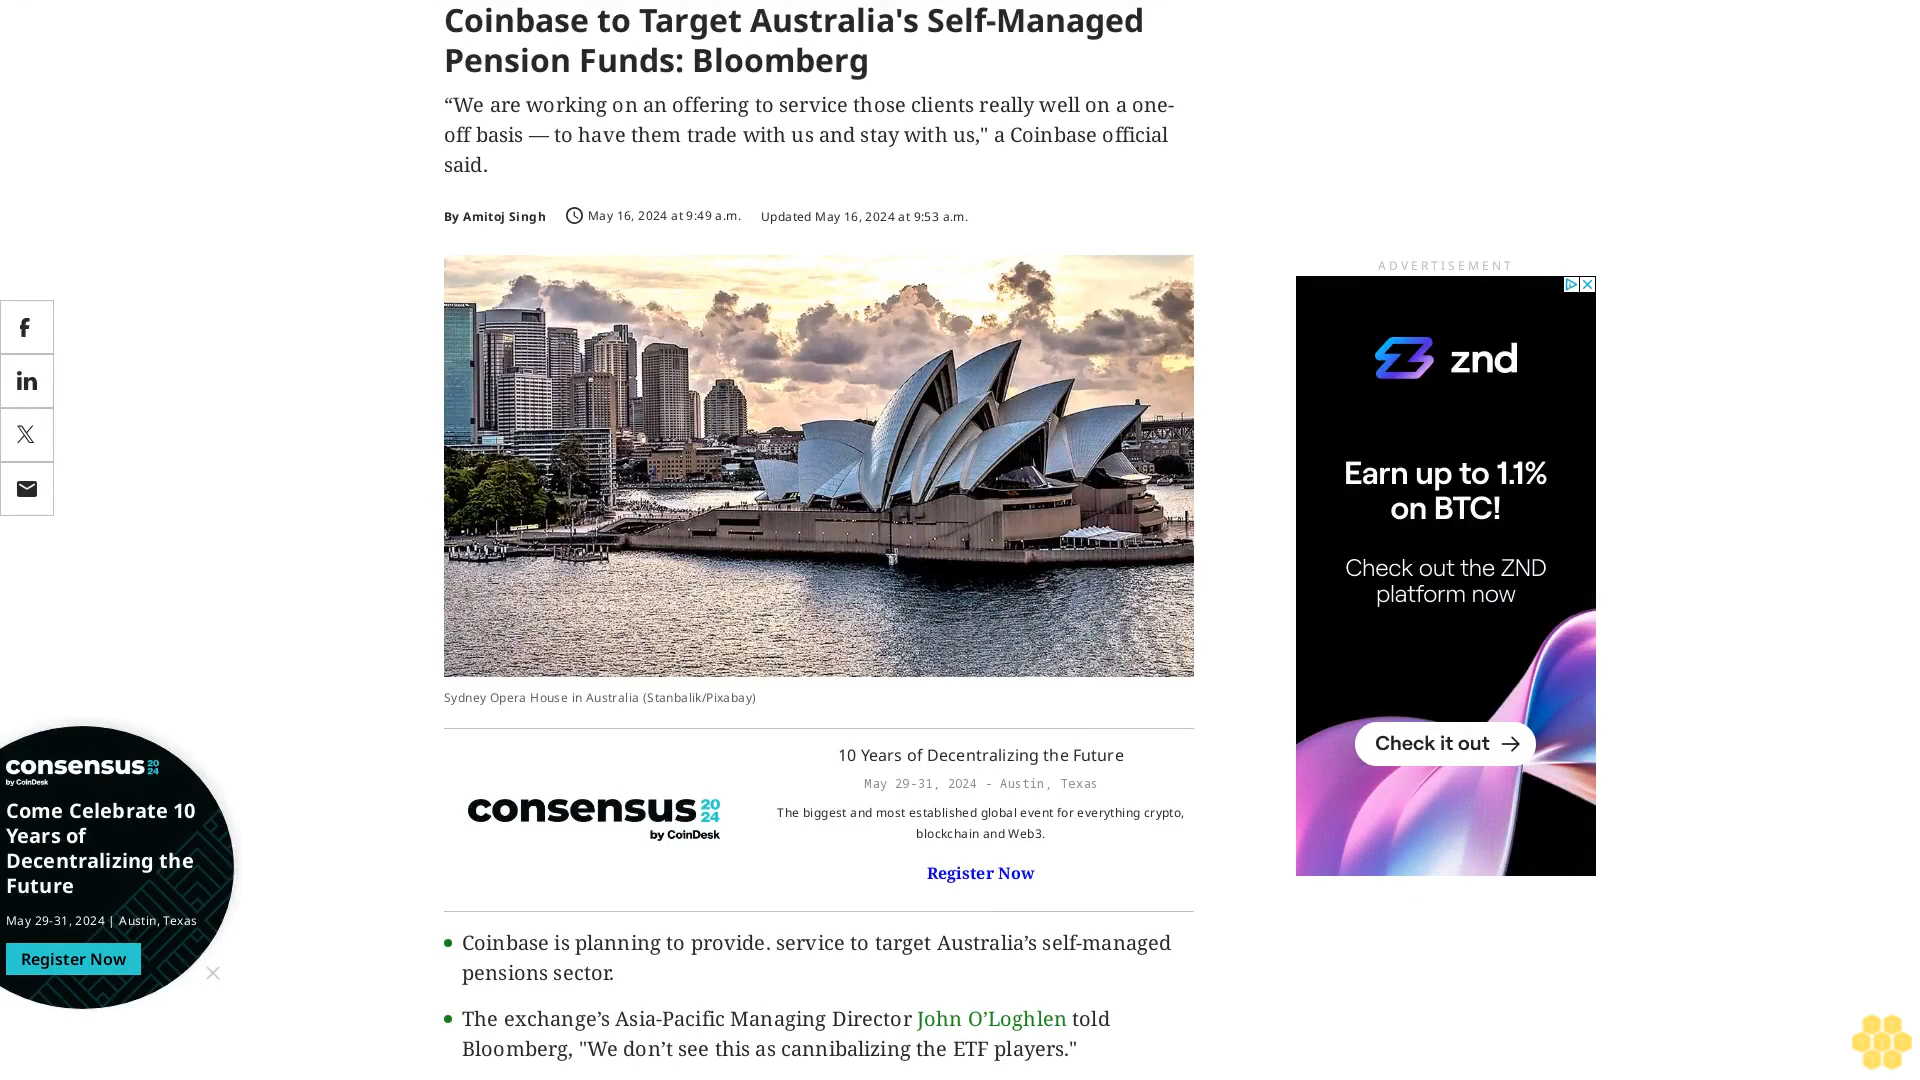 Coinbase to Target Australia's Self-Managed
Pension Funds: Bloomberg
“We are working on an offering to service those clients really well on a one-
off basis — to have them trade with us and stay with us," a Coinbase official
said.
By Amitoj Singh
May 16, 2024 at 9:49 a.m.
Updated May 16, 2024 at 9:53 a.m.
Sydney Opera House in Australia (Stanbalik/Pixabay)
consensus 20
24
by CoinDesk
10 Years of Decentralizing the Future
May 29-31, 2024 - Austin, Texas
The biggest and most established global event for everything crypto,
blockchain and Web3.
Register Now
Coinbase is planning to provide. service to target Australia’s self-managed
pensions sector.
The exchange’s Asia-Pacific Managing Director John O’Loghlen told
Bloomberg, "We don’t see this as cannibalizing the ETF players."
ADVERTISEMENT
znd
Earn up to 1.1%
on BTC!
Check out the ZND
platform now
Check it out
consensus 20
24
by CoinDesk
Come Celebrate 10
Years of
Decentralizing the
Future
May 29-31, 2024 | Austin, Texas
Register Now